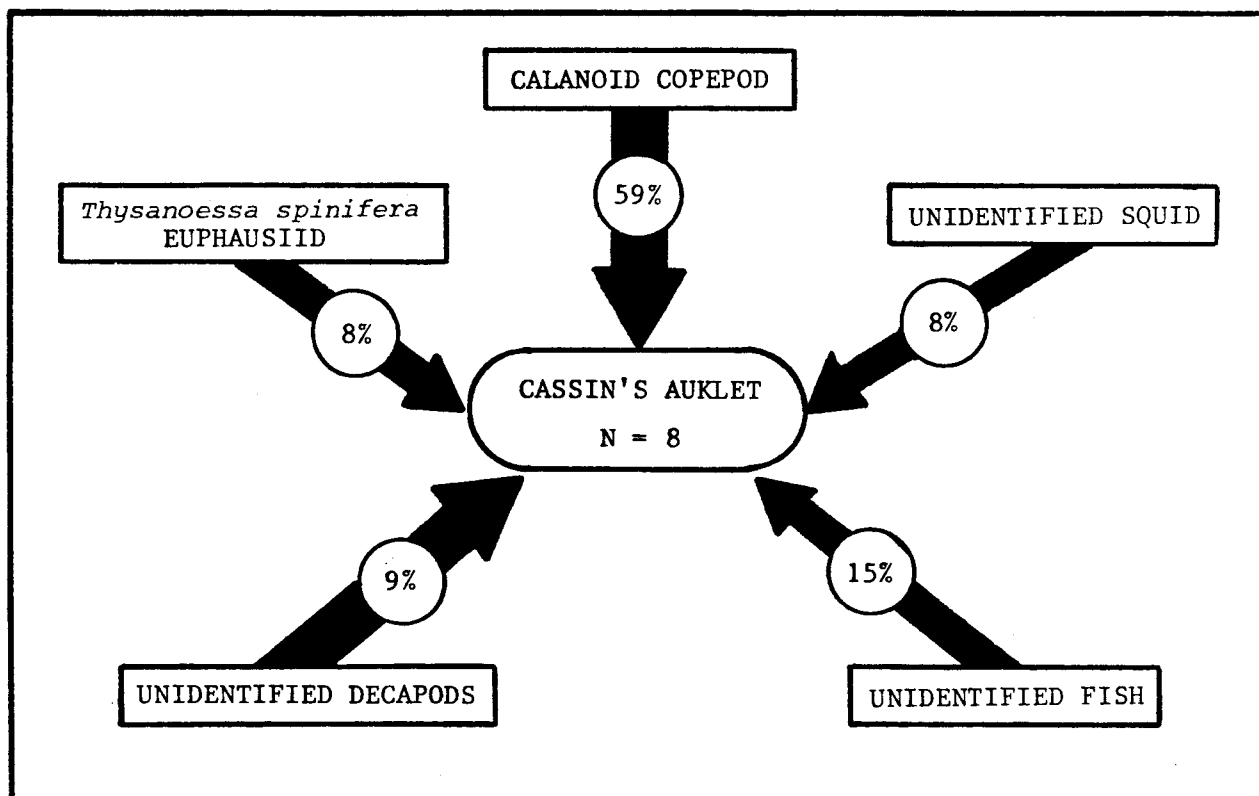 CALANOID COPEPOD
59%
Thysanoessa spinifera
EUPHAUSIID
8%
UNIDENTIFIED SQUID
8%
CASSIN'S AUKLET
N = 8
9%
UNIDENTIFIED DECAPODS
15%
UNIDENTIFIED FISH